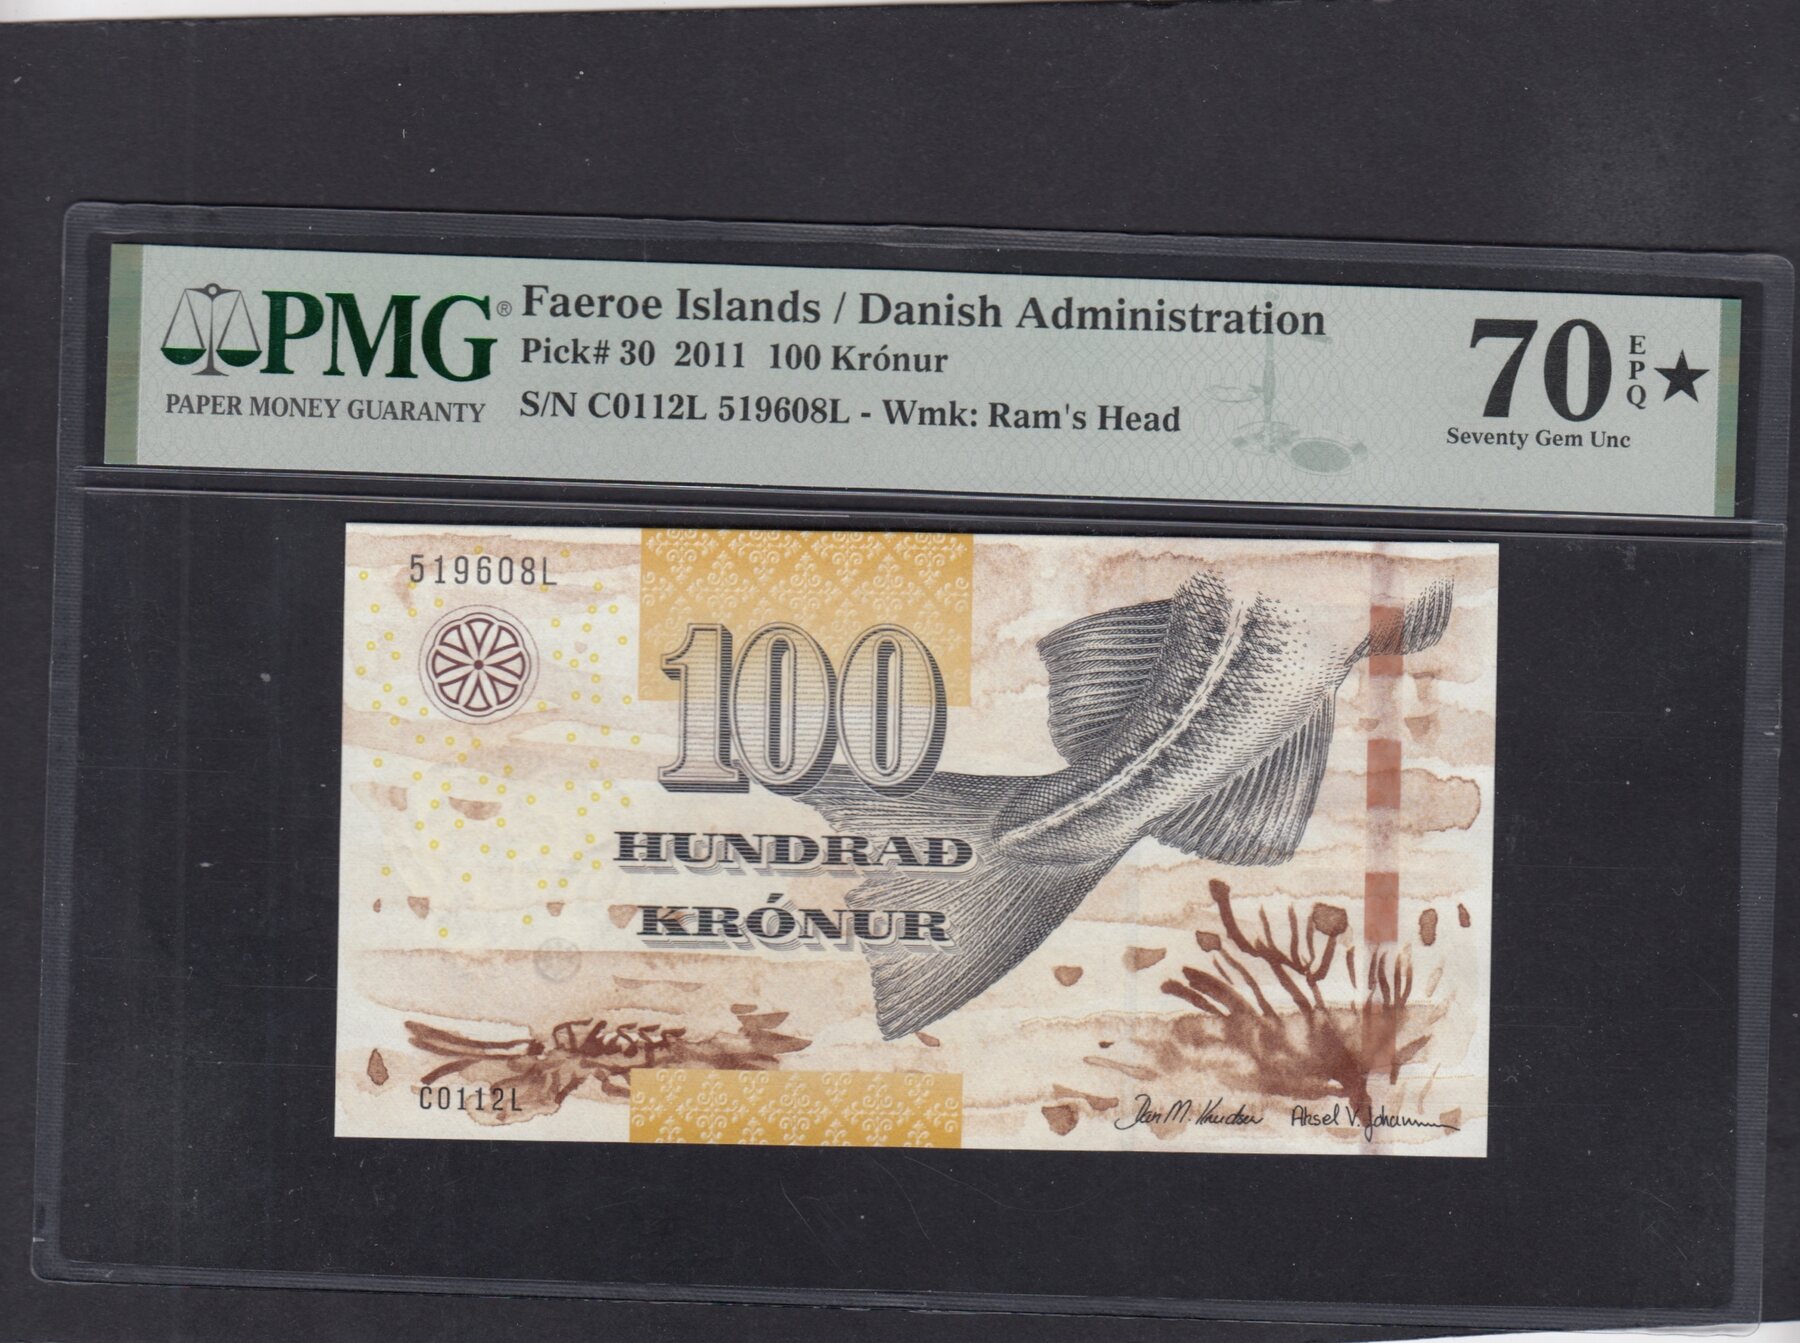 PMG®
PAPER MONEY GUARANTY
Faeroe Islands / Danish Administration
Pick# 30 2011 100 Krónur
S/N C0112L 519608L - Wmk: Ram's Head
70
EPQ★
Seventy Gem Unc
519608L
100
HUNDRAÐ
KRÓNUR
C0112L
Aksel V.